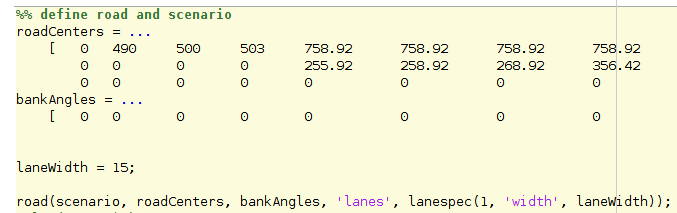 %% define road and scenario
roadCenters = ...
[ 0 490 500 503 758.92 758.92 758.92 758.92
0 0 0 0 255.92 258.92 268.92 356.42
0 0 0 0 0 0 0 0
bankAngles = ...
[ 0 0 0 0 0 0 0 0
laneWidth = 15;
road(scenario, roadCenters, bankAngles, 'lanes', lanespec(1, 'width', laneWidth));